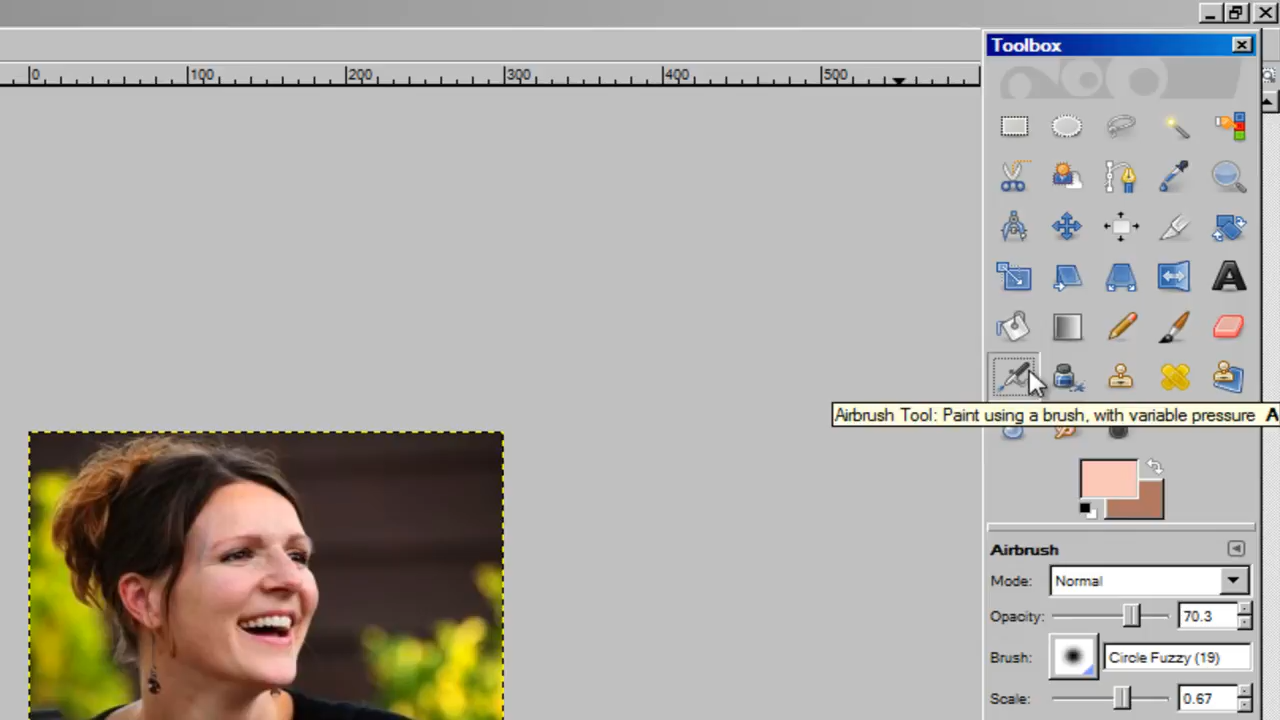 Toolbox
0 100 200 300 400 500
Airbrush Tool: Paint using a brush, with variable pressure A
Airbrush
Mode: Normal
Opacity: 70.3
Brush: Circle Fuzzy (19)
Scale: 0.67